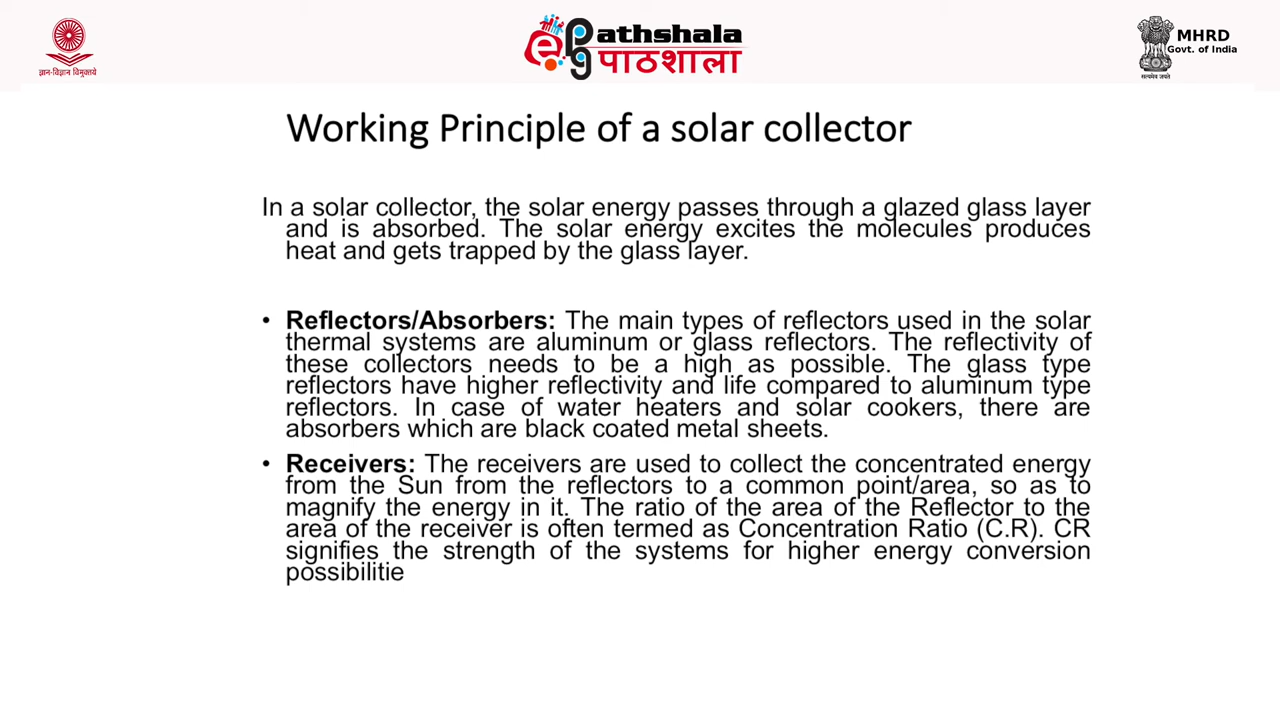 ज्ञान-विज्ञान विमुक्तये
e pg athshala
पाठशाला
MHRD
Govt. of India
सत्यमेव जयते
Working Principle of a solar collector
In a solar collector, the solar energy passes through a glazed glass layer
and is absorbed. The solar energy excites the molecules produces
heat and gets trapped by the glass layer.
• Reflectors/Absorbers: The main types of reflectors used in the solar
thermal systems are aluminum or glass reflectors. The reflectivity of
these collectors needs to be a high as possible. The glass type
reflectors have higher reflectivity and life compared to aluminum type
reflectors. In case of water heaters and solar cookers, there are
absorbers which are black coated metal sheets.
• Receivers: The receivers are used to collect the concentrated energy
from the Sun from the reflectors to a common point/area, so as to
magnify the energy in it. The ratio of the area of the Reflector to the
area of the receiver is often termed as Concentration Ratio (C.R). CR
signifies the strength of the systems for higher energy conversion
possibilitie